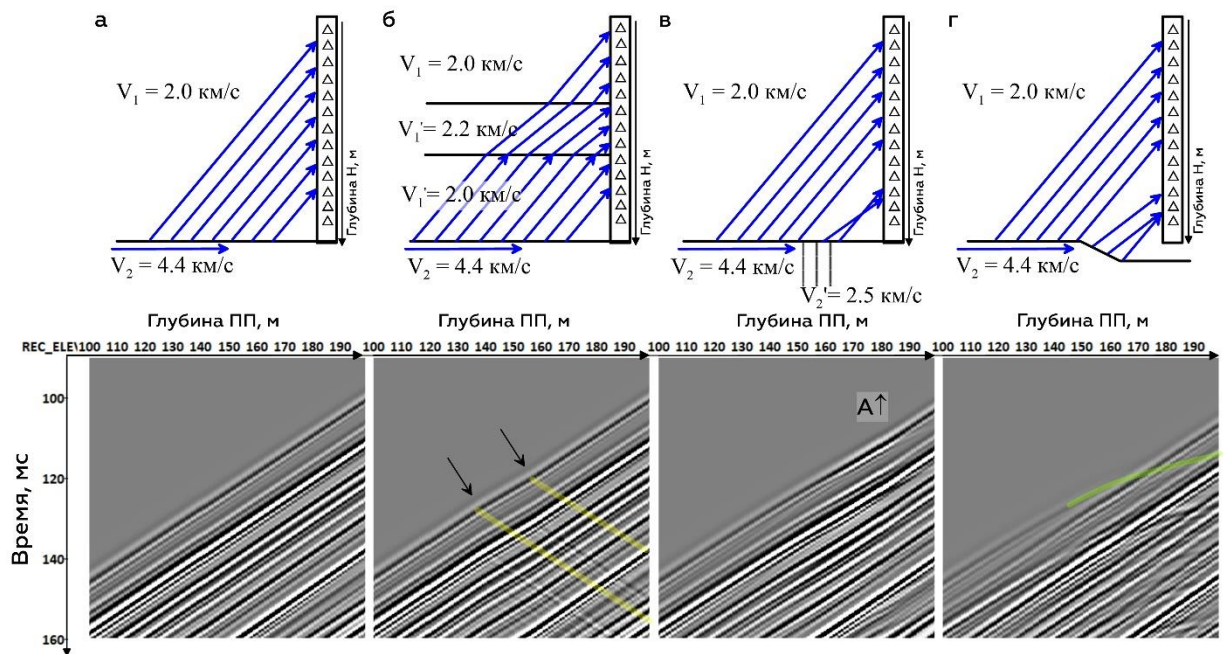 а
б
в
г
V₁ = 2.0 км/с
Глубина Н, м
V₂ = 4.4 км/с
V₁ = 2.0 км/с
V₁' = 2.2 км/с
V₁' = 2.0 км/с
Глубина Н, м
V₂ = 4.4 км/с
V₁ = 2.0 км/с
Глубина Н, м
V₂ = 4.4 км/с
V₂' = 2.5 км/с
V₁ = 2.0 км/с
Глубина Н, м
V₂ = 4.4 км/с
Глубина ПП, м
Глубина ПП, м
Глубина ПП, м
Глубина ПП, м
REC_ELEV 100 110 120 130 140 150 160 170 180 190
100 110 120 130 140 150 160 170 180 190
100 110 120 130 140 150 160 170 180 190
100 110 120 130 140 150 160 170 180 190
Время, мс
100
120
140
160
A↑